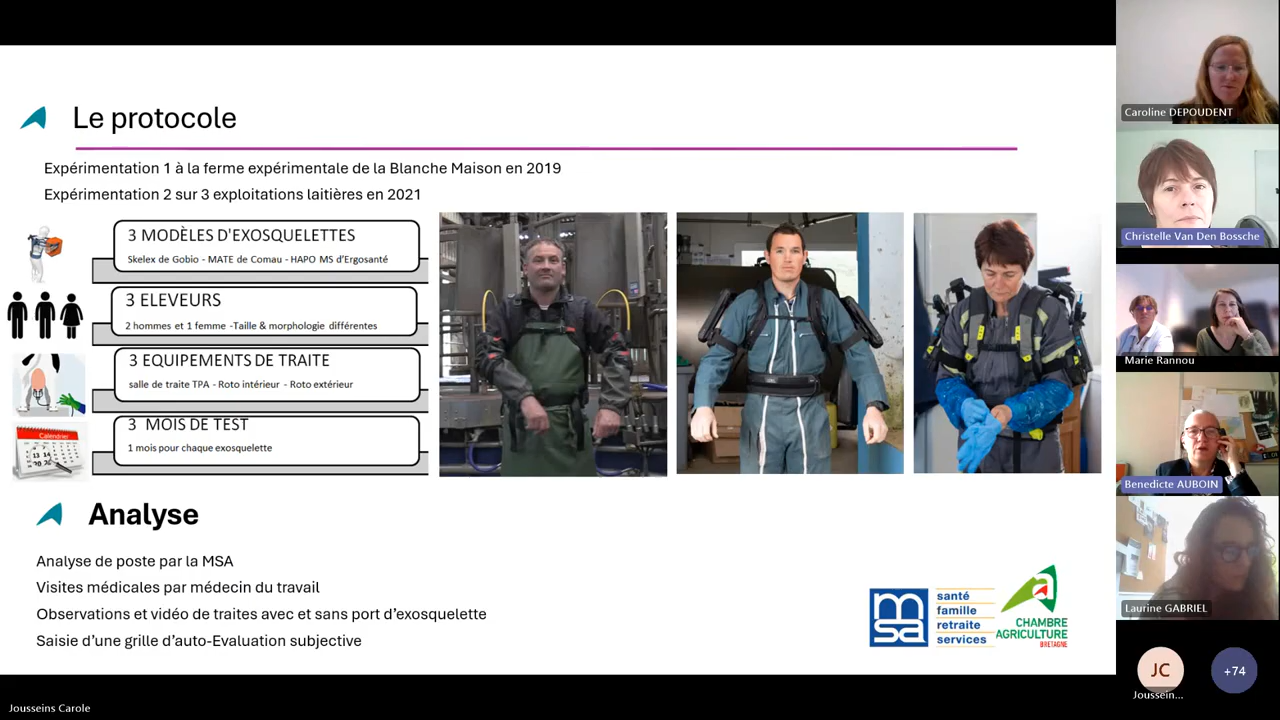 Le protocole
Expérimentation 1 à la ferme expérimentale de la Blanche Maison en 2019
Expérimentation 2 sur 3 exploitations laitières en 2021
3 MODÈLES D'EXOSQUELETTES
Skelex de Gobio - MATE de Comau - HAPO MS d'Ergosanté
3 ELEVEURS
2 hommes et 1 femme -Taille & morphologie différentes
3 EQUIPEMENTS DE TRAITE
salle de traite TPA - Roto intérieur - Roto extérieur
Calendrier
3 MOIS DE TEST
1 mois pour chaque exosquelette
Analyse
Analyse de poste par la MSA
Visites médicales par médecin du travail
Observations et vidéo de traites avec et sans port d'exosquelette
Saisie d'une grille d'auto-Evaluation subjective
msa
santé
famille
retraite
services
CHAMBRE
AGRICULTURE
BRETAGNE
Caroline DEPOUDENT
Christelle Van Den Bossche
Marie Rannou
Benedicte AUBOIN
Laurine GABRIEL
JC
Joussein...
+74
Jousseins Carole